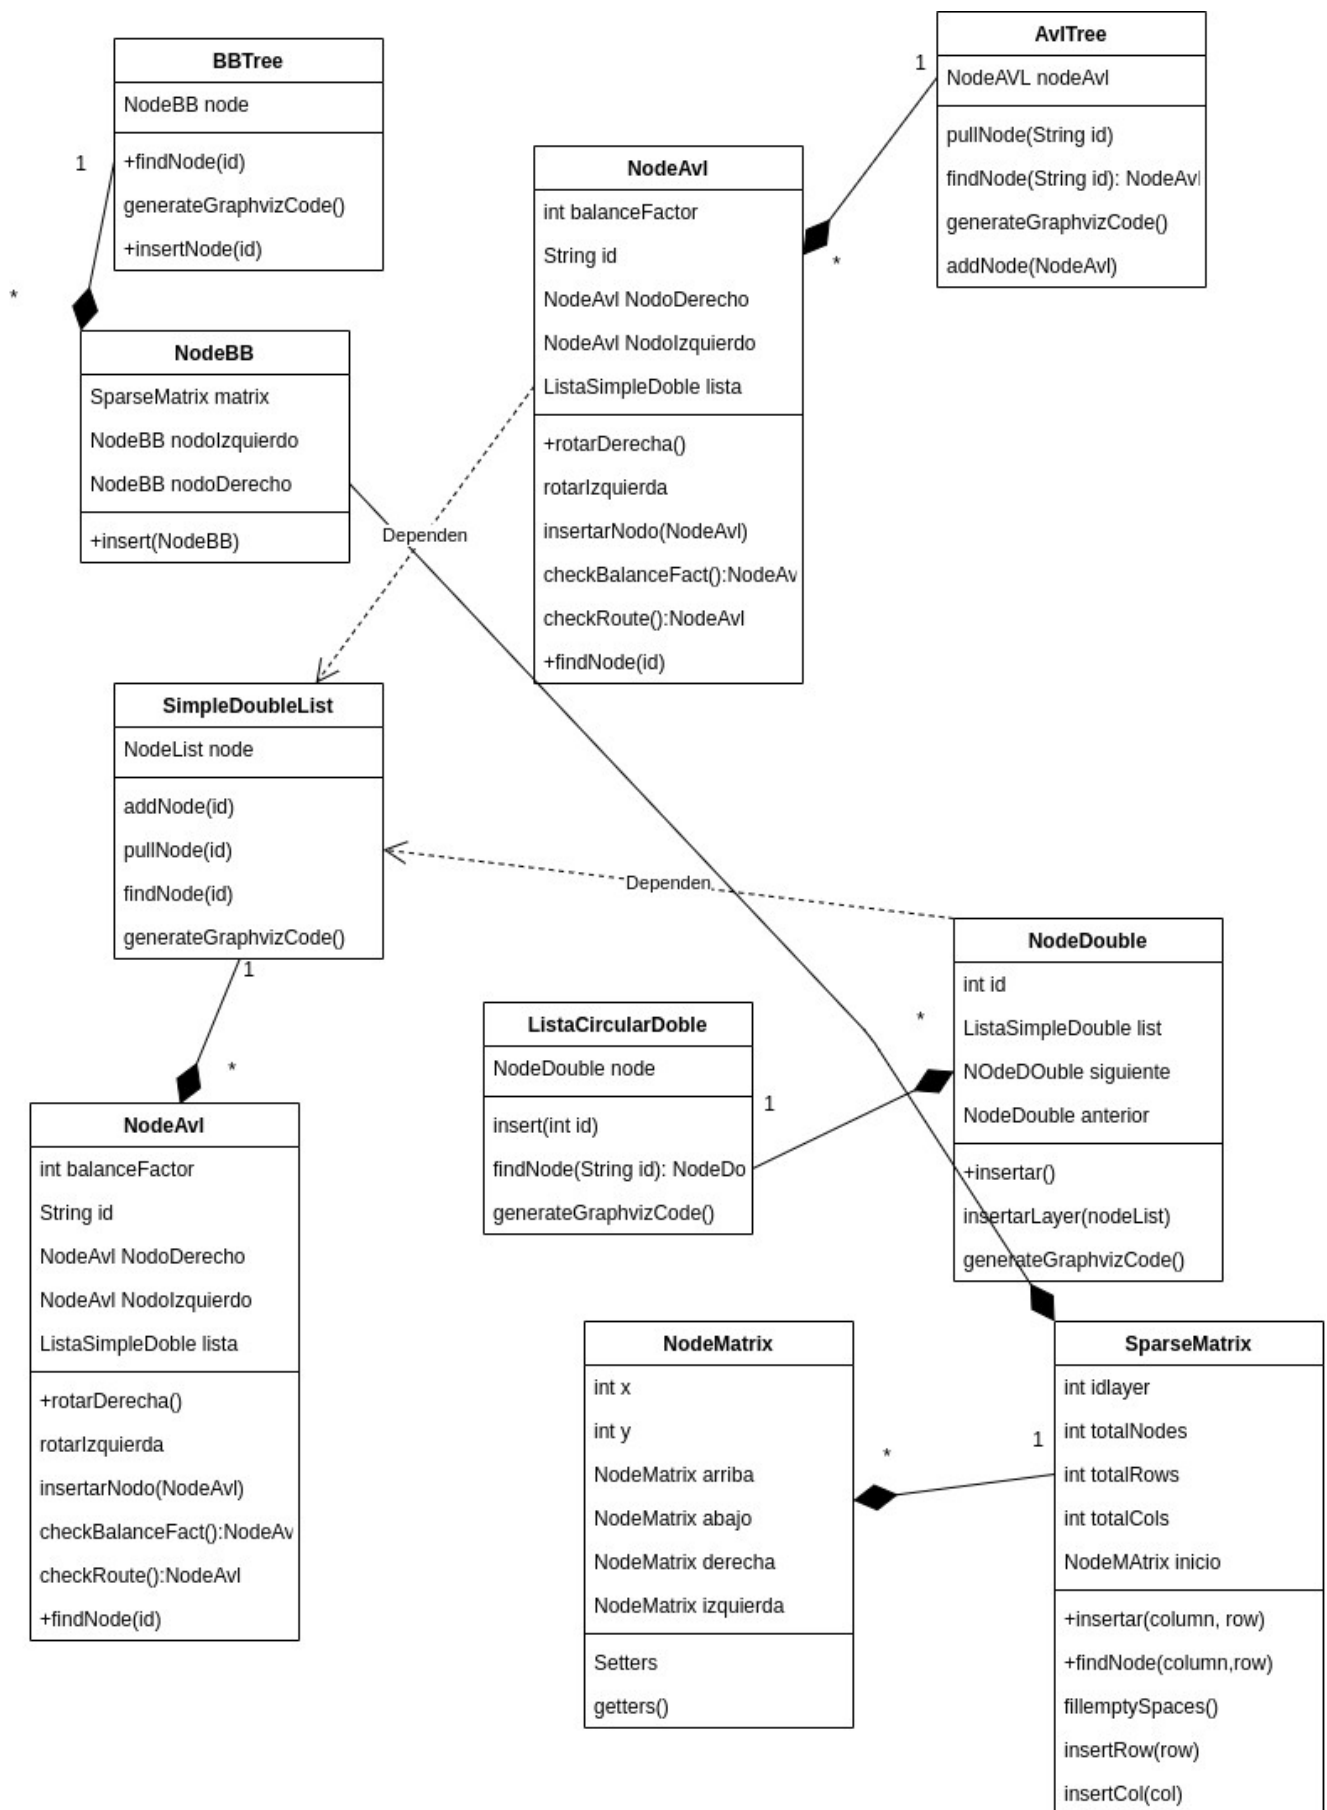 BBTree
NodeBB node
+findNode(id)
generateGraphvizCode()
+insertNode(id)
1
*
NodeBB
SparseMatrix matrix
NodeBB nodoIzquierdo
NodeBB nodoDerecho
+insert(NodeBB)
AvlTree
NodeAVL nodeAvl
pullNode(String id)
findNode(String id): NodeAvl
generateGraphvizCode()
addNode(NodeAvl)
1
*
NodeAvl
int balanceFactor
String id
NodeAvl NodoDerecho
NodeAvl NodoIzquierdo
ListaSimpleDoble lista
+rotarDerecha()
rotarIzquierda
insertarNodo(NodeAvl)
checkBalanceFact():NodeAv
checkRoute():NodeAvl
+findNode(id)
Dependen
SimpleDoubleList
NodeList node
addNode(id)
pullNode(id)
findNode(id)
generateGraphvizCode()
1
*
Dependen
NodeDouble
int id
ListaSimpleDouble list
NOdeDOuble siguiente
NodeDouble anterior
+insertar()
insertarLayer(nodeList)
generateGraphvizCode()
*
1
ListaCircularDoble
NodeDouble node
insert(int id)
findNode(String id): NodeDo
generateGraphvizCode()
NodeAvl
int balanceFactor
String id
NodeAvl NodoDerecho
NodeAvl NodoIzquierdo
ListaSimpleDoble lista
+rotarDerecha()
rotarIzquierda
insertarNodo(NodeAvl)
checkBalanceFact():NodeAv
checkRoute():NodeAvl
+findNode(id)
NodeMatrix
int x
int y
NodeMatrix arriba
NodeMatrix abajo
NodeMatrix derecha
NodeMatrix izquierda
Setters
getters()
*
1
SparseMatrix
int idlayer
int totalNodes
int totalRows
int totalCols
NodeMAtrix inicio
+insertar(column, row)
+findNode(column,row)
fillemptySpaces()
insertRow(row)
insertCol(col)